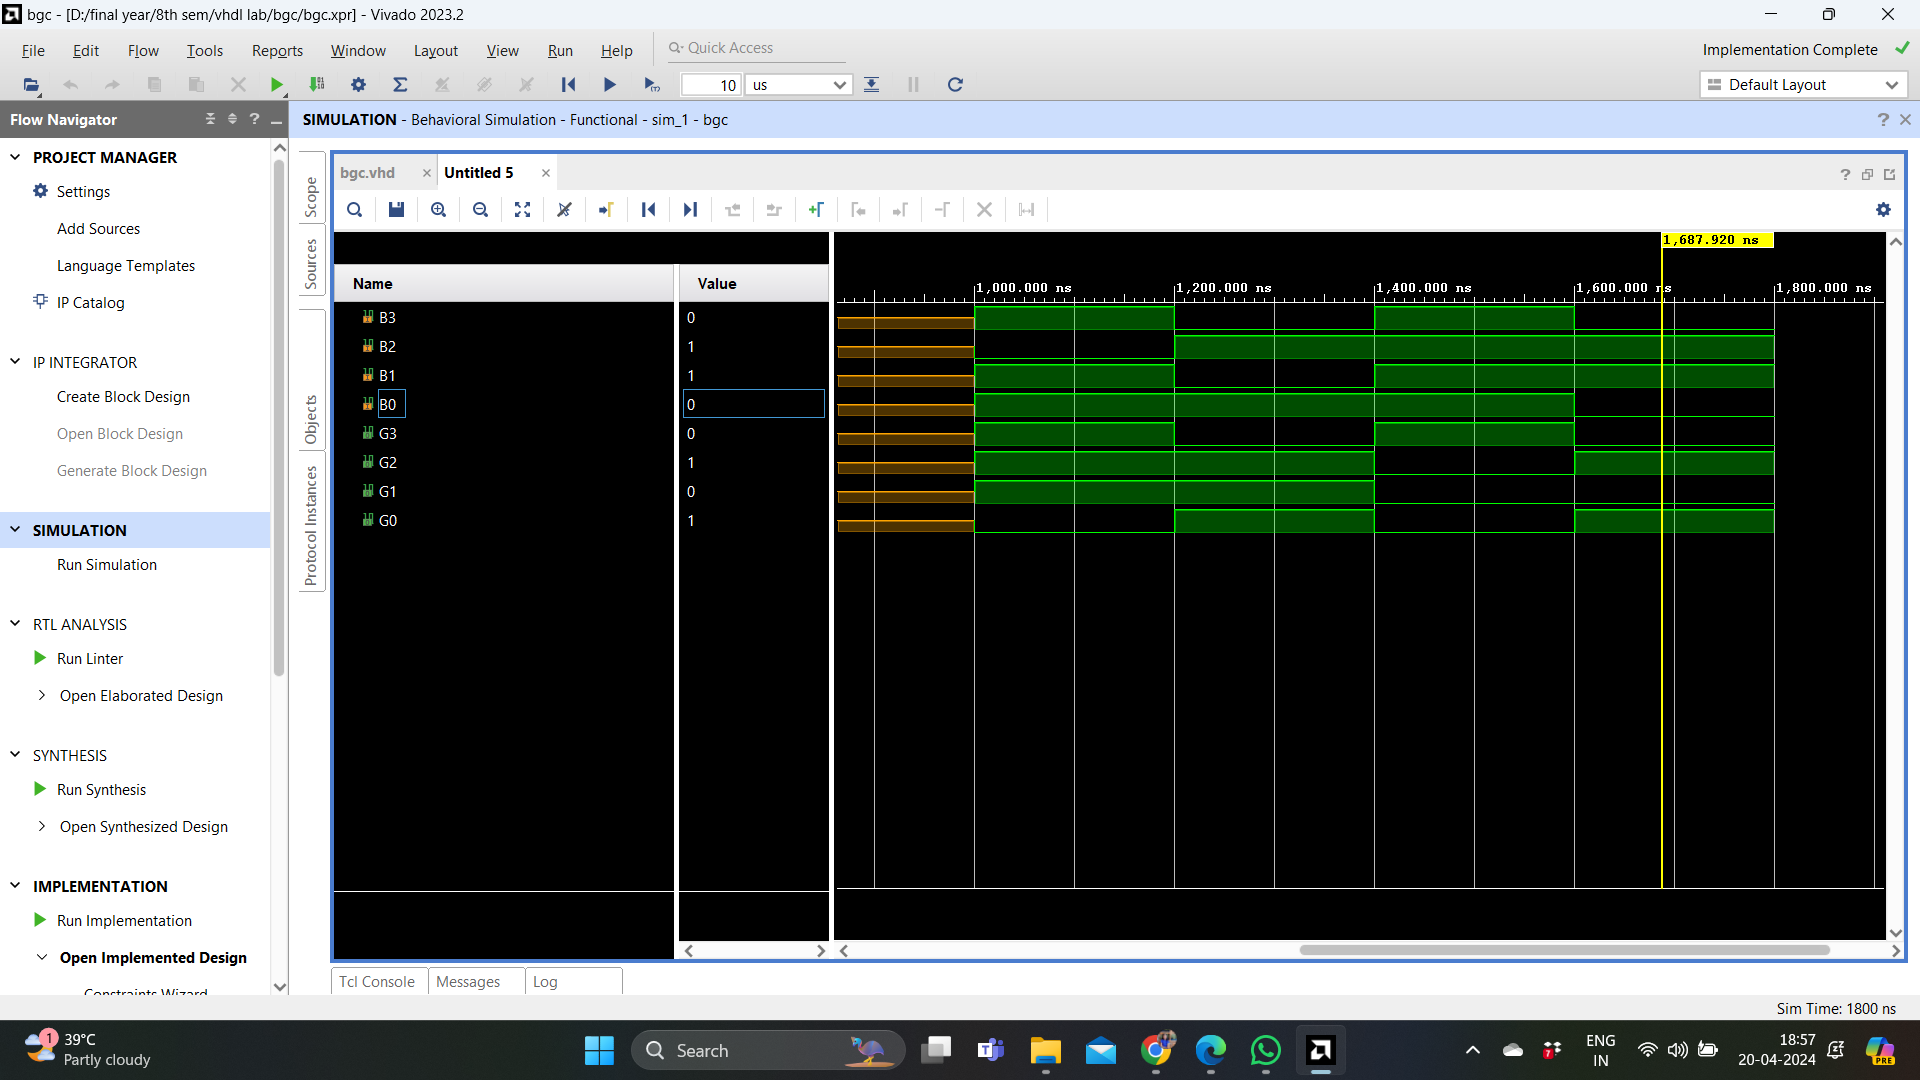 bgc - [D:/final year/8th sem/vhdl lab/bgc/bgc.xpr] - Vivado 2023.2
File Edit Flow Tools Reports Window Layout View Run Help Quick Access Implementation Complete
10 us Default Layout
Flow Navigator
SIMULATION - Behavioral Simulation - Functional - sim_1 - bgc
PROJECT MANAGER
Settings
Add Sources
Language Templates
IP Catalog
IP INTEGRATOR
Create Block Design
Open Block Design
Generate Block Design
SIMULATION
Run Simulation
RTL ANALYSIS
Run Linter
Open Elaborated Design
SYNTHESIS
Run Synthesis
Open Synthesized Design
IMPLEMENTATION
Run Implementation
Open Implemented Design
Constraints Wizard
Scope
Sources
Objects
Protocol Instances
bgc.vhd Untitled 5
1,687.920 ns
Name Value
1,000.000 ns 1,200.000 ns 1,400.000 ns 1,600.000 ns 1,800.000 ns
B3 0
B2 1
B1 1
B0 0
G3 0
G2 1
G1 0
G0 1
Tcl Console Messages Log
Sim Time: 1800 ns
1 39°C
Partly cloudy
Search
7
ENG
IN
18:57
20-04-2024
PRE